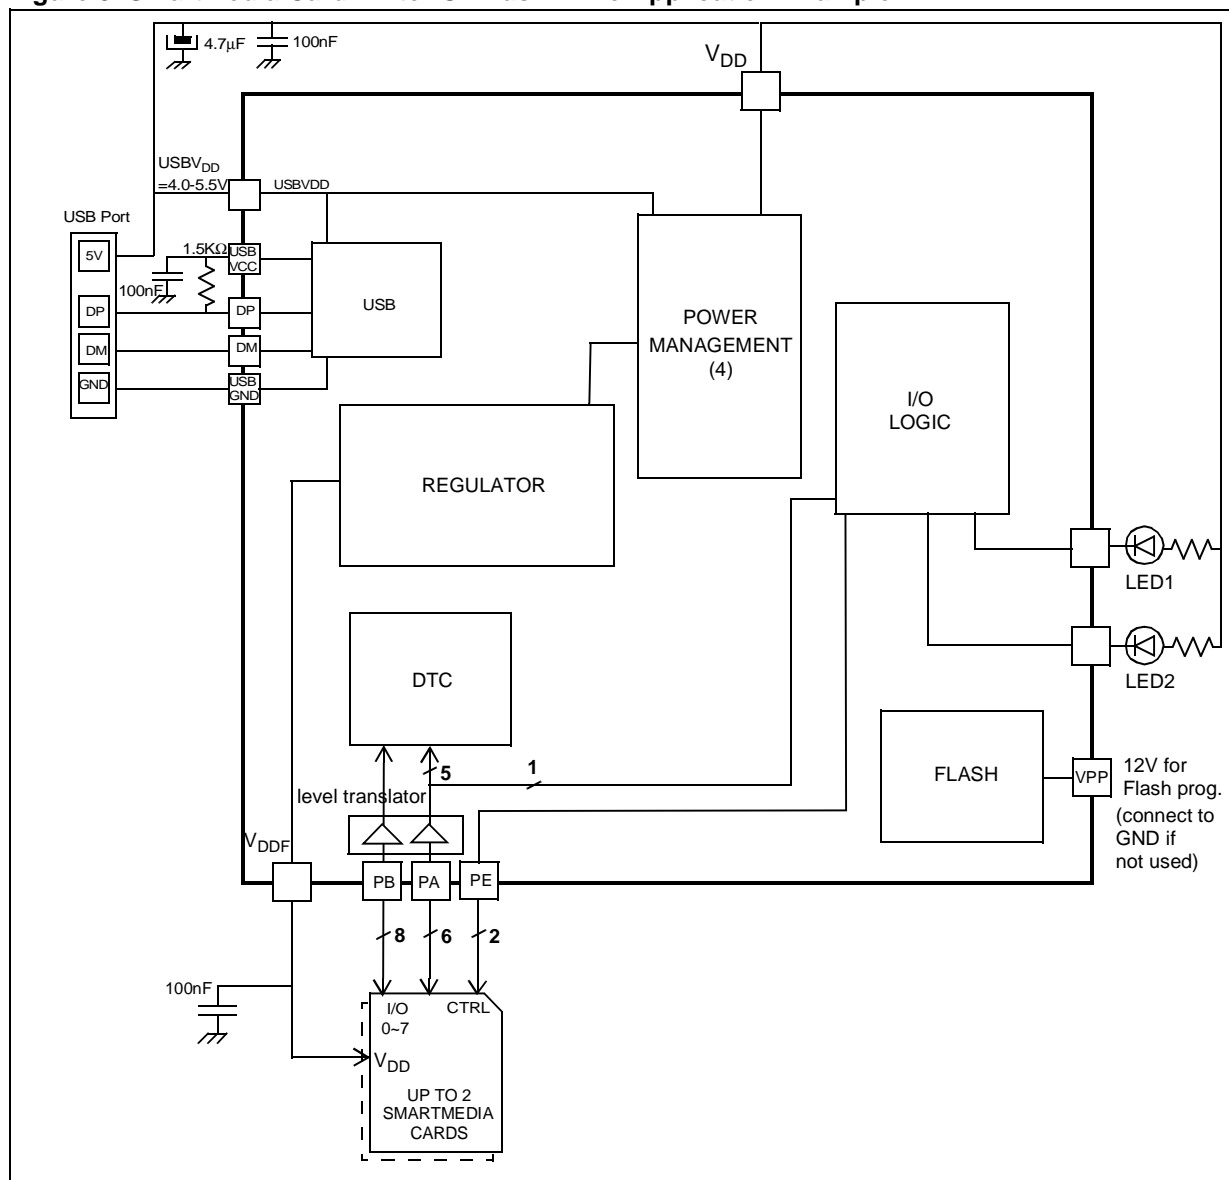 4.7µF
100nF
VDD
USBVDD
=4.0-5.5V
USBVDD
USB Port
5V
1.5KΩ
USB
VCC
100nF
DP
DP
USB
DM
DM
GND
USB
GND
POWER
MANAGEMENT
(4)
I/O
LOGIC
REGULATOR
LED1
DTC
LED2
5
1
level translator
FLASH
VPP
12V for
Flash prog.
(connect to
GND if
not used)
VDDF
PB
PA
PE
8
6
2
100nF
I/O
0~7
CTRL
VDD
UP TO 2
SMARTMEDIA
CARDS